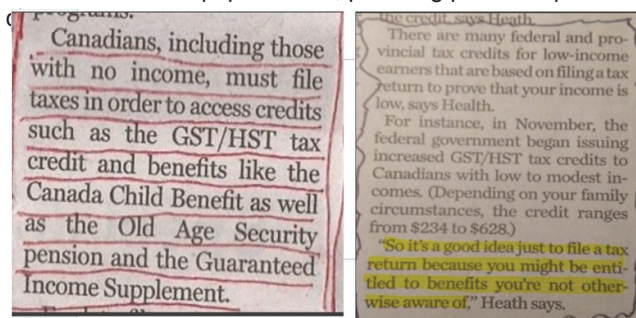 programs.
Canadians, including those
with no income, must file
taxes in order to access credits
such as the GST/HST tax
credit and benefits like the
Canada Child Benefit as well
as the Old Age Security
pension and the Guaranteed
Income Supplement.
the credit, says Heath.
There are many federal and pro-
vincial tax credits for low-income
earners that are based on filing a tax
return to prove that your income is
low, says Health.
For instance, in November, the
federal government began issuing
increased GST/HST tax credits to
Canadians with low to modest in-
comes. (Depending on your family
circumstances, the credit ranges
from $234 to $628.)
"So it's a good idea just to file a tax
return because you might be enti-
tled to benefits you're not other-
wise aware of," Heath says.